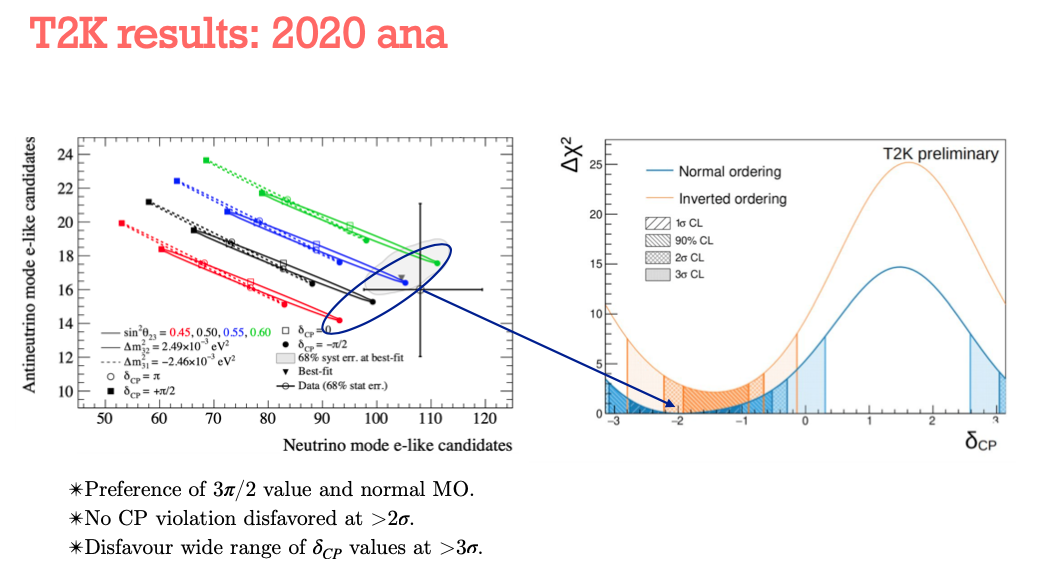 T2K results: 2020 ana
Antineutrino mode e-like candidates
24
22
20
18
16
14
12
10
sin²θ₂₃ = 0.45, 0.50, 0.55, 0.60
Δm²₃₂ = 2.49×10⁻³ eV²
Δm²₃₁ = −2.46×10⁻³ eV²
δCP = π
δCP = +π/2
δCP = 0
δCP = −π/2
68% syst err. at best-fit
Best-fit
Data (68% stat err.)
50 60 70 80 90 100 110 120
Neutrino mode e-like candidates
Δχ²
T2K preliminary
25
20
15
10
5
0
Normal ordering
Inverted ordering
1σ CL
90% CL
2σ CL
3σ CL
−3 −2 −1 0 1 2 3
δCP
✴Preference of 3π/2 value and normal MO.
✴No CP violation disfavored at >2σ.
✴Disfavour wide range of δCP values at >3σ.